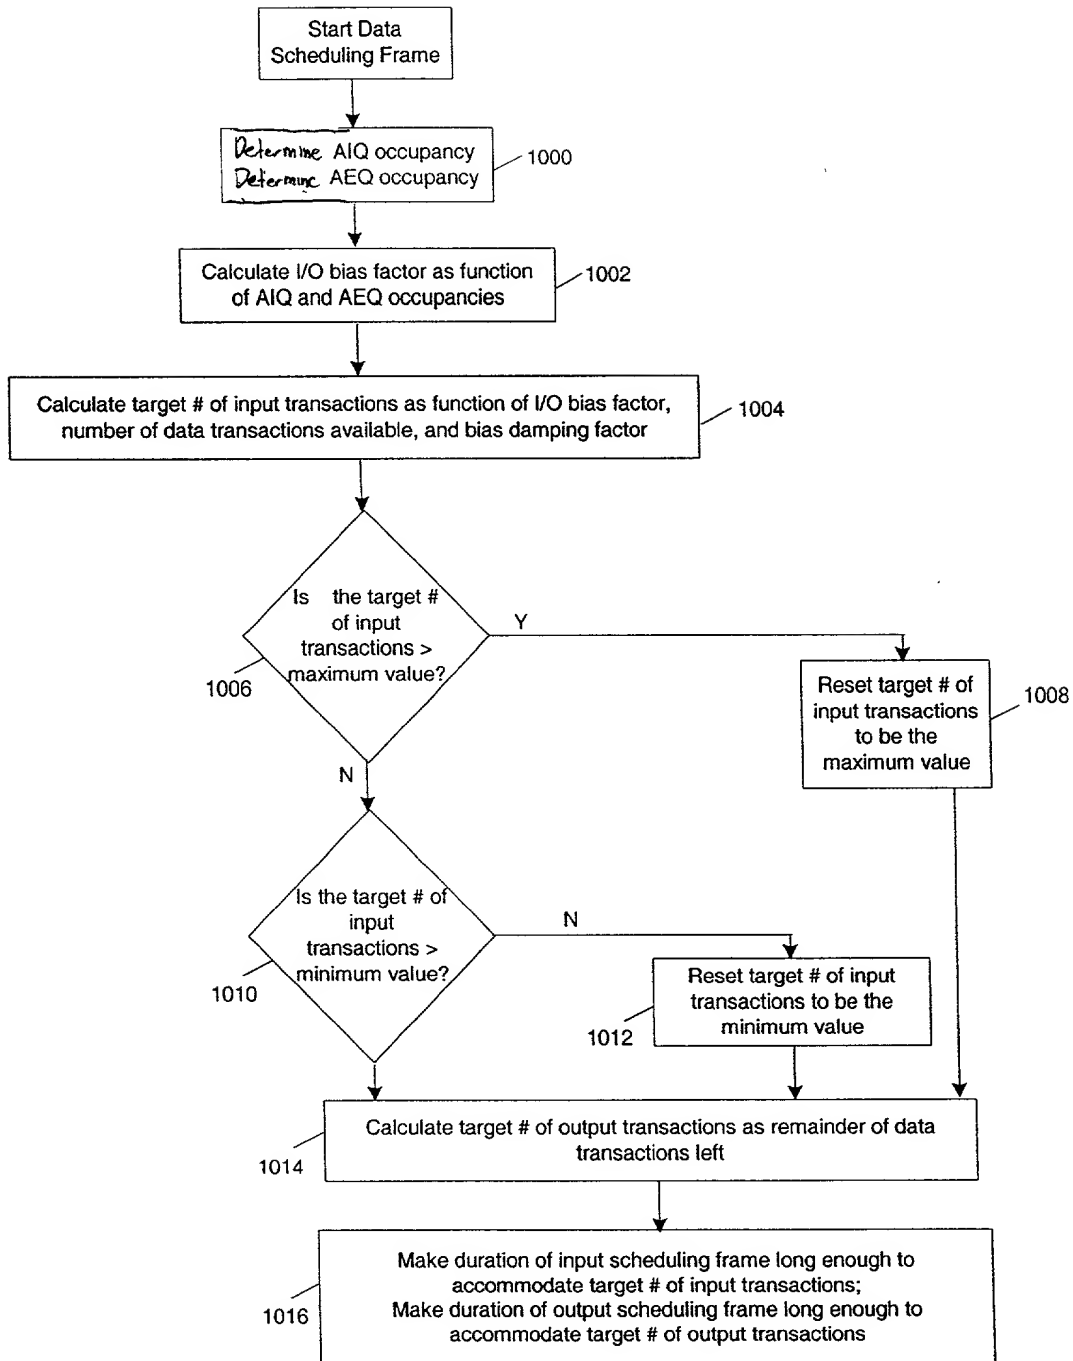 Start Data
Scheduling Frame
Determine AIQ occupancy
Determine AEQ occupancy
1000
Calculate I/O bias factor as function
of AIQ and AEQ occupancies
1002
Calculate target # of input transactions as function of I/O bias factor,
number of data transactions available, and bias damping factor
1004
Is the target #
of input
transactions >
maximum value?
1006
Y
Reset target # of
input transactions
to be the
maximum value
1008
N
Is the target # of
input
transactions >
minimum value?
1010
N
Reset target # of input
transactions to be the
minimum value
1012
Calculate target # of output transactions as remainder of data
transactions left
1014
Make duration of input scheduling frame long enough to
accommodate target # of input transactions;
Make duration of output scheduling frame long enough to
accommodate target # of output transactions
1016